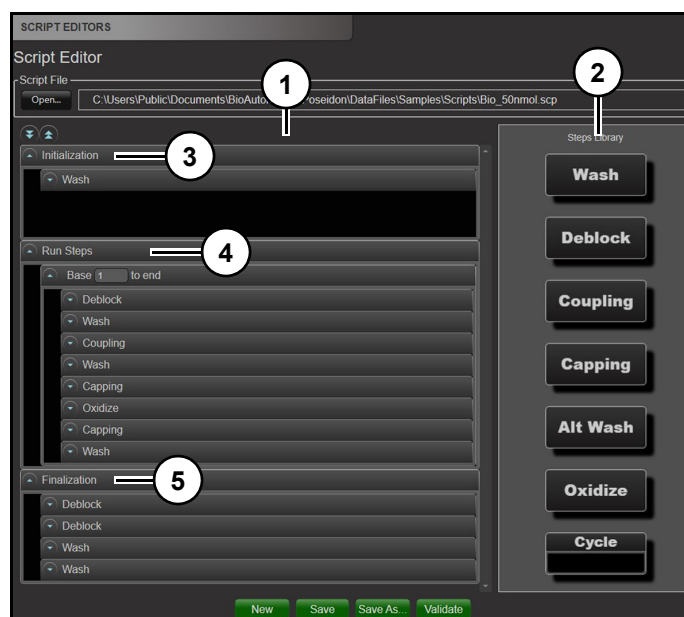 SCRIPT EDITORS
Script Editor
Script File
Open...
C:\Users\Public\Documents\BioAuto oseidon\DataFiles\Samples\Scripts\Bio_50nmol.scp
1
2
Steps Library
Initialization
3
Wash
Run Steps
4
Base 1 to end
Deblock
Wash
Coupling
Wash
Capping
Oxidize
Capping
Wash
Finalization
5
Deblock
Deblock
Wash
Wash
Wash
Deblock
Coupling
Capping
Alt Wash
Oxidize
Cycle
New Save Save As... Validate